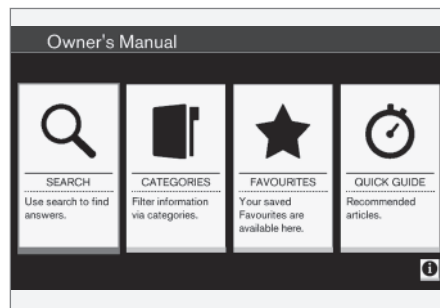 Owner's Manual
SEARCH
Use search to find
answers.
CATEGORIES
Filter information
via categories.
FAVOURITES
Your saved
Favourites are
available here.
QUICK GUIDE
Recommended
articles.
i